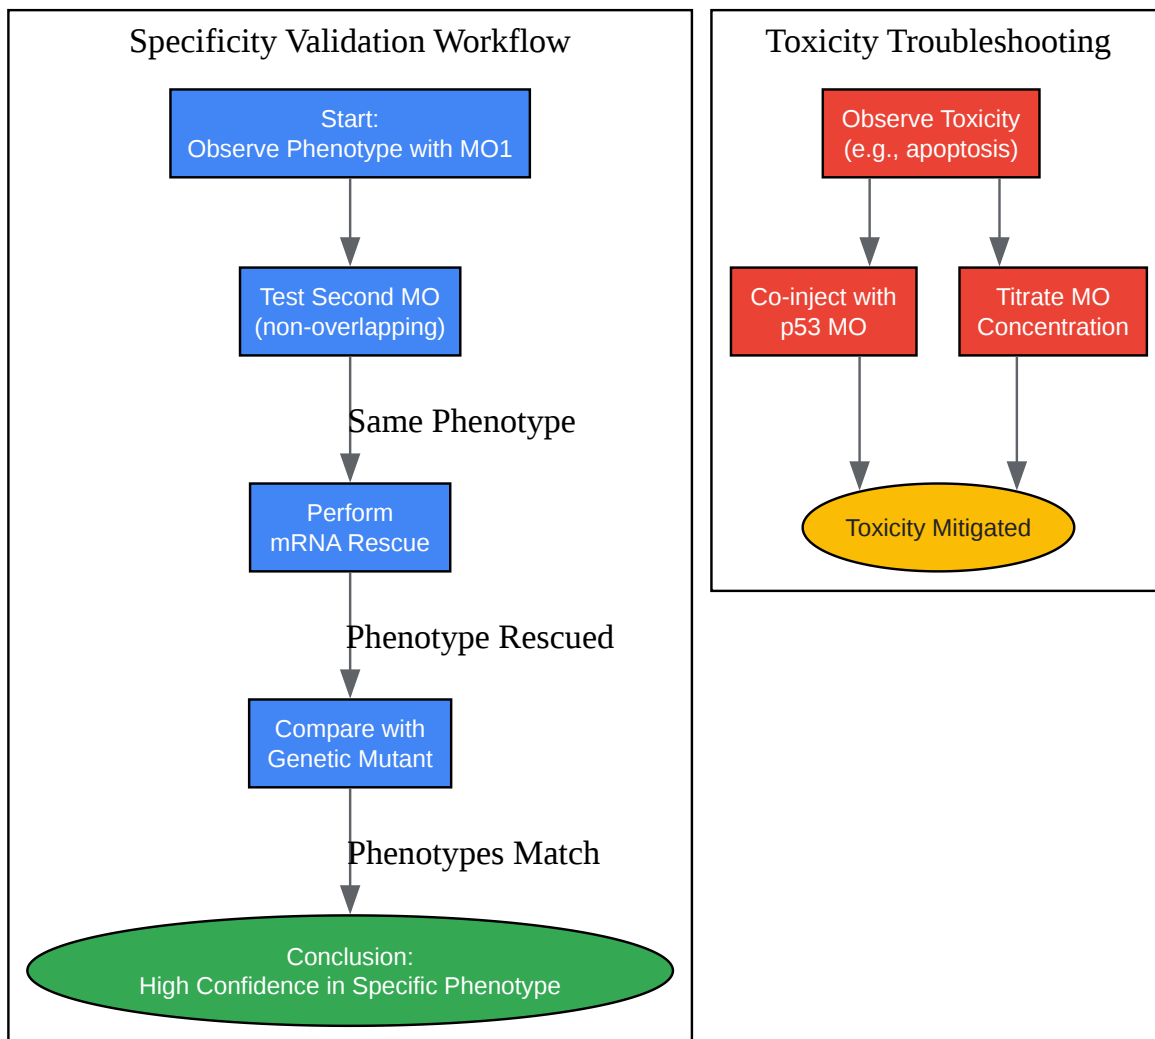 Specificity Validation Workflow
Start:
Observe Phenotype with MO1
Test Second MO
(non-overlapping)
Same Phenotype
Perform
mRNA Rescue
Phenotype Rescued
Compare with
Genetic Mutant
Phenotypes Match
Conclusion:
High Confidence in Specific Phenotype
Toxicity Troubleshooting
Observe Toxicity
(e.g., apoptosis)
Co-inject with
p53 MO
Titrate MO
Concentration
Toxicity Mitigated